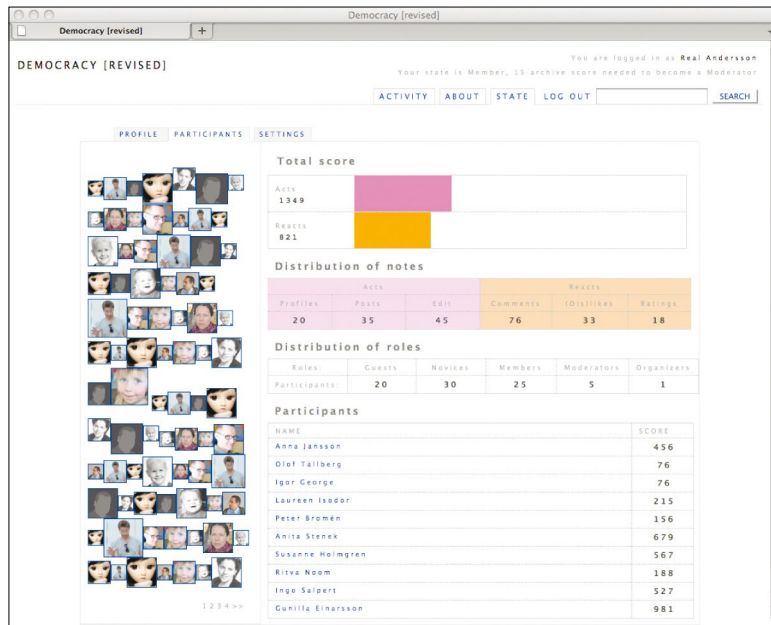 Democracy [revised]
Democracy [revised]
+
DEMOCRACY [REVISED]
You are logged in as Real Andersson
Your state is Member, 15 archive score needed to become a Moderator
ACTIVITY ABOUT STATE LOG OUT SEARCH
PROFILE PARTICIPANTS SETTINGS
Total score
Acts
1349
Reacts
821
Distribution of notes
Acts Reacts
Profiles Posts Edit Comments (Dis)likes Ratings
20 35 45 76 33 18
Distribution of roles
Roles: Guests Novices Members Moderators Organizers
Participants: 20 30 25 5 1
Participants
NAME SCORE
Anna Jansson 456
Olof Tällberg 76
Igor George 76
Laureen Isodor 215
Peter Bromén 156
Anita Stenek 679
Susanne Holmgren 567
Ritva Noom 188
Ingo Salpert 527
Gunilla Einarsson 981
1 2 3 4 >>